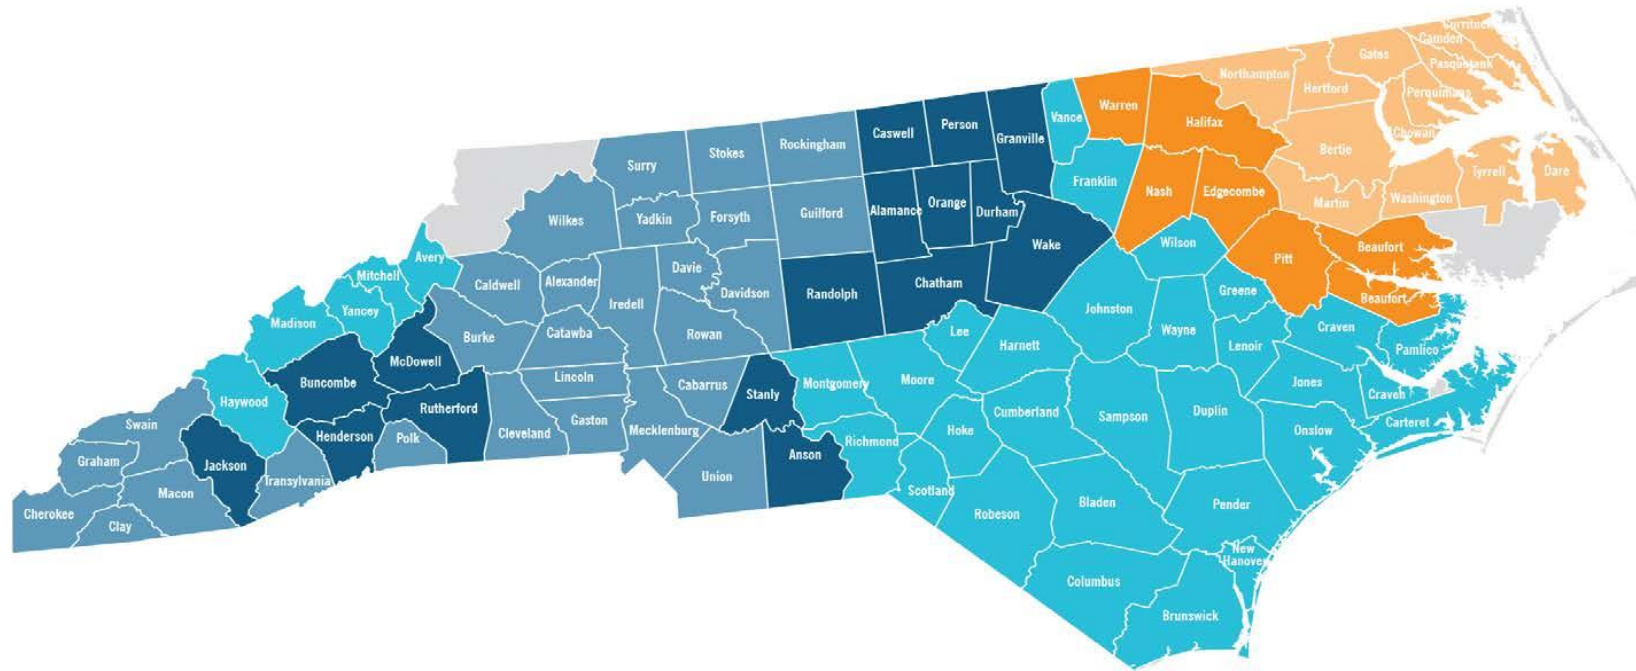 Currituck
Camden
Gates
Pasquotank
Northampton
Hertford
Perquimans
Warren
Vance
Halifax
Chowan
Person
Caswell
Granville
Rockingham
Stokes
Surry
Bertie
Tyrrell
Dare
Franklin
Nash
Edgecombe
Martin
Washington
Wilkes
Yadkin
Forsyth
Guilford
Alamance
Orange
Durham
Wake
Wilson
Beaufort
Pitt
Avery
Mitchell
Caldwell
Alexander
Davie
Iredell
Davidson
Randolph
Chatham
Greene
Beaufort
Madison
Yancey
Burke
Catawba
Rowan
Johnston
Wayne
Craven
Lee
Harnett
Lenoir
Pamlico
McDowell
Buncombe
Lincoln
Cabarrus
Stanly
Montgomery
Moore
Jones
Craven
Haywood
Rutherford
Gaston
Cumberland
Sampson
Duplin
Swain
Henderson
Polk
Cleveland
Mecklenburg
Hoke
Onslow
Carteret
Richmond
Graham
Jackson
Transylvania
Anson
Union
Scotland
Macon
Cherokee
Clay
Robeson
Bladen
Pender
New
Hanover
Columbus
Brunswick